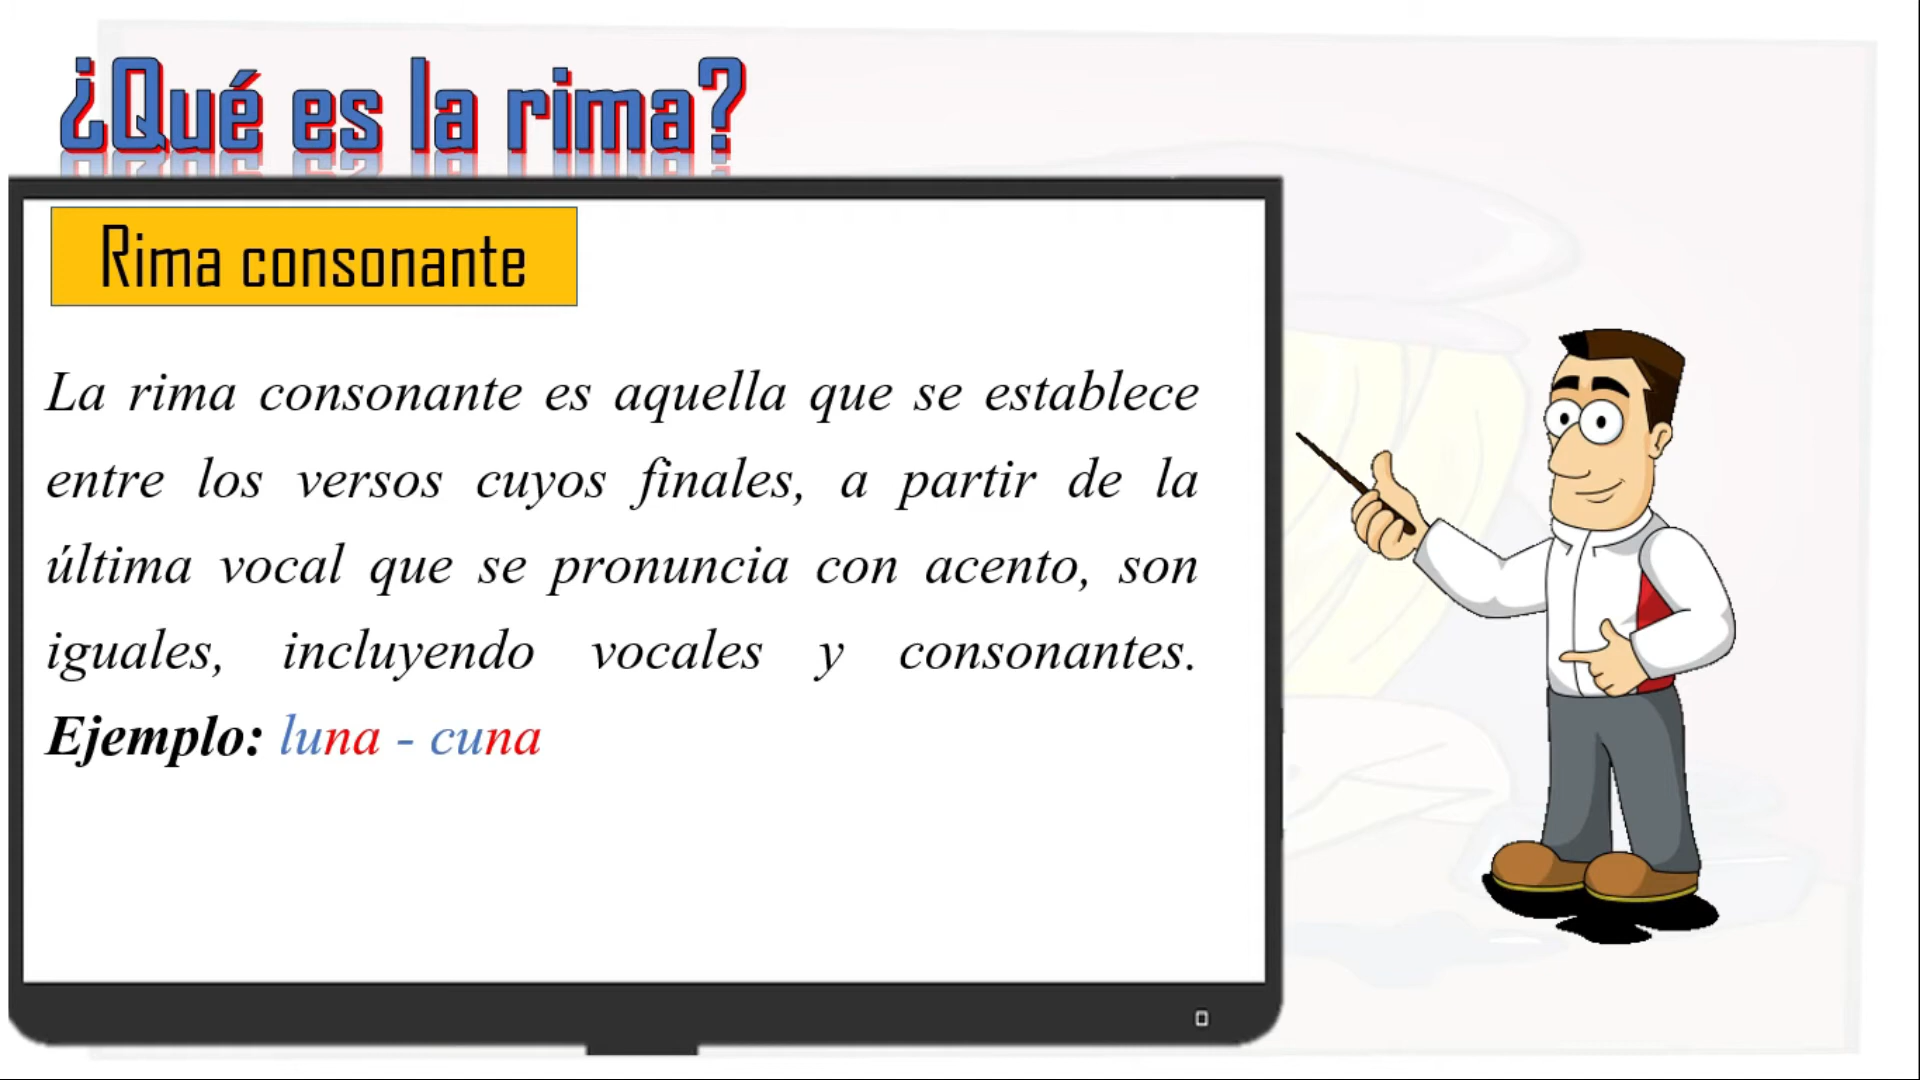 ¿Qué es la rima?
Rima consonante
La rima consonante es aquella que se establece
entre los versos cuyos finales, a partir de la
última vocal que se pronuncia con acento, son
iguales, incluyendo vocales y consonantes.
Ejemplo: luna - cuna